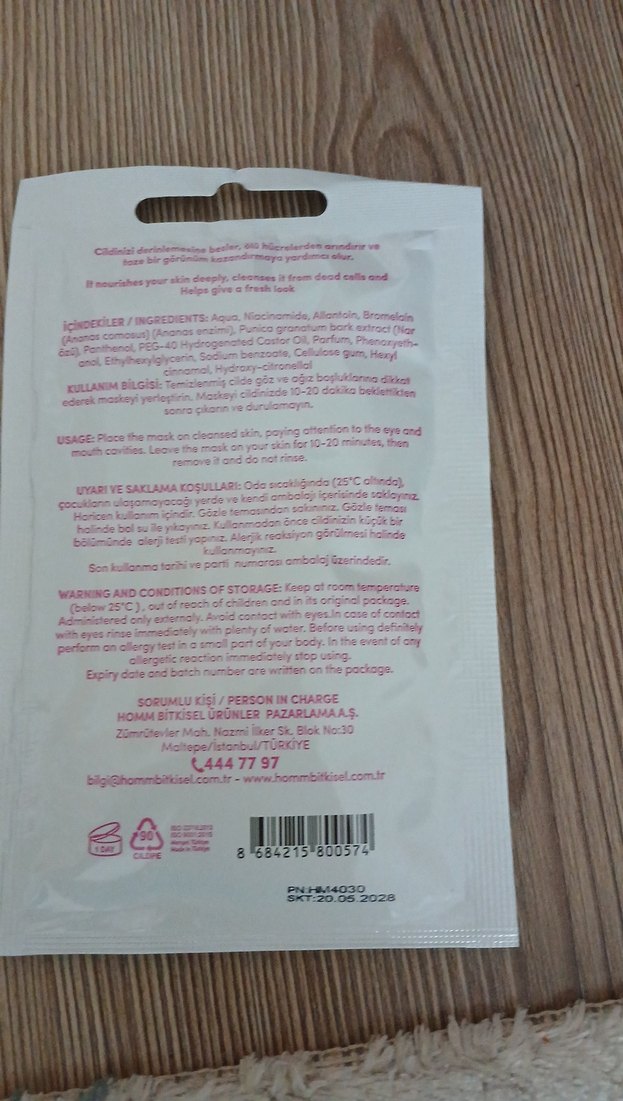 Cildinizi derinlemesine besler, ölü hücrelerden arındırır ve
taze bir görünüm kazandırmaya yardımcı olur.
It nourishes your skin deeply, cleanses it from dead cells and
Helps give a fresh look
İÇİNDEKİLER / INGREDIENTS: Aqua, Niacinamide, Allantoin, Bromelain
(Ananas comosus) (Ananas enzimi), Punica granatum bark extract (Nar
özü), Panthenol, PEG-40 Hydrogenated Castor Oil, Parfum, Phenoxyeth-
anol, Ethylhexylglycerin, Sodium benzoate, Cellulose gum, Hexyl
cinnamal, Hydroxy-citronellal
KULLANIM BİLGİSİ: Temizlenmiş cilde göz ve ağız boşluklarına dikkat
ederek maskeyi yerleştirin. Maskeyi cildinizde 10-20 dakika beklettikten
sonra çıkarın ve durulamayın.
USAGE: Place the mask on cleansed skin, paying attention to the eye and
mouth cavities. Leave the mask on your skin for 10-20 minutes, then
remove it and do not rinse.
UYARI VE SAKLAMA KOŞULLARI: Oda sıcaklığında (25°C altında),
çocukların ulaşamayacağı yerde ve kendi ambalajı içerisinde saklayınız.
Haricen kullanım içindir. Gözle temasından sakınınız. Gözle teması
halinde bol su ile yıkayınız. Kullanmadan önce cildinizin küçük bir
bölümünde alerji testi yapınız. Alerjik reaksiyon görülmesi halinde
kullanmayınız.
Son kullanma tarihi ve parti numarası ambalaj üzerindedir.
WARNING AND CONDITIONS OF STORAGE: Keep at room temperature
(below 25°C ), out of reach of children and in its original package.
Administered only externaly. Avoid contact with eyes.In case of contact
with eyes rinse immediately with plenty of water. Before using definitely
perform an allergy test in a small part of your body. In the event of any
allergetic reaction immediately stop using.
Expiry date and batch number are written on the package.
SORUMLU KİŞİ / PERSON IN CHARGE
HOMM BİTKİSEL ÜRÜNLER PAZARLAMA A.Ş.
Zümrütevler Mah. Nazmi İlker Sk. Blok No:30
Maltepe/İstanbul/TÜRKİYE
444 77 97
bilgi@hommbitkisel.com.tr - www.hommbitkisel.com.tr
1 DAY
90
C/LDPE
ISO 22716:2013
ISO 9001:2015
Menşei: Türkiye
Made in Türkiye
8 684215 800574
PN:HM4030
SKT:20.05.2028